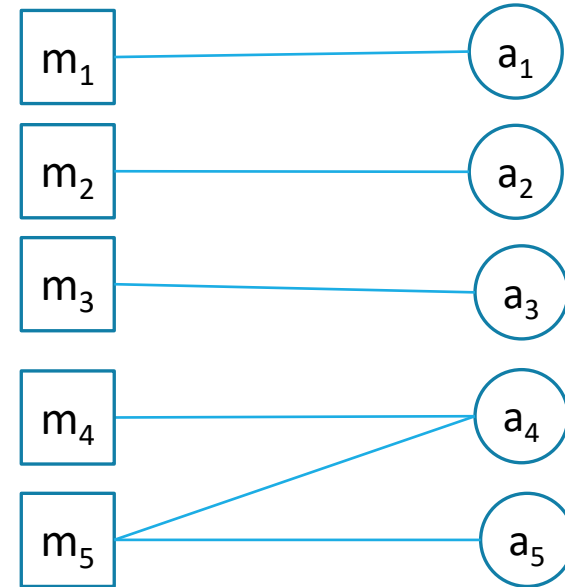 m₁ a₁
m₂ a₂
m₃ a₃
m₄ a₄
m₅ a₅